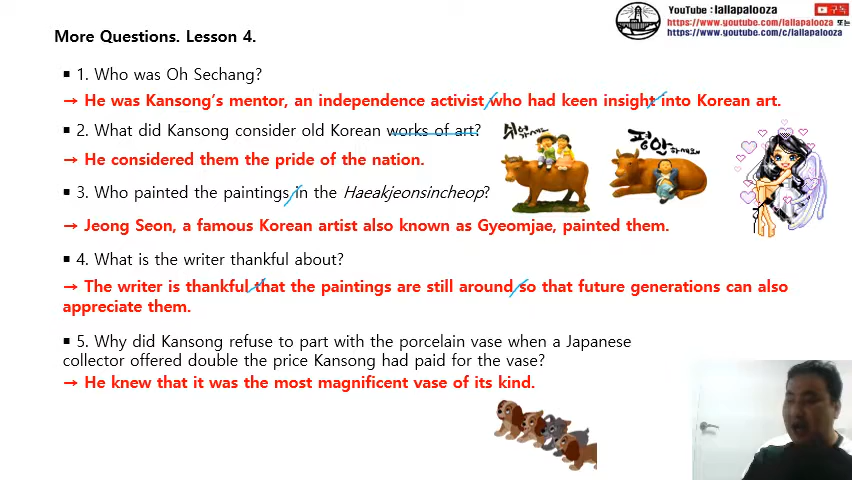 YouTube : lallapalooza
구독
https://www.youtube.com/lallapalooza 또는
https://www.youtube.com/c/lallapalooza
More Questions. Lesson 4.
▪ 1. Who was Oh Sechang?
→ He was Kansong's mentor, an independence activist who had keen insight into Korean art.
▪ 2. What did Kansong consider old Korean works of art?
→ He considered them the pride of the nation.
▪ 3. Who painted the paintings in the Haeakjeonsincheop?
→ Jeong Seon, a famous Korean artist also known as Gyeomjae, painted them.
▪ 4. What is the writer thankful about?
→ The writer is thankful that the paintings are still around so that future generations can also
appreciate them.
▪ 5. Why did Kansong refuse to part with the porcelain vase when a Japanese
collector offered double the price Kansong had paid for the vase?
→ He knew that it was the most magnificent vase of its kind.
평안하세요